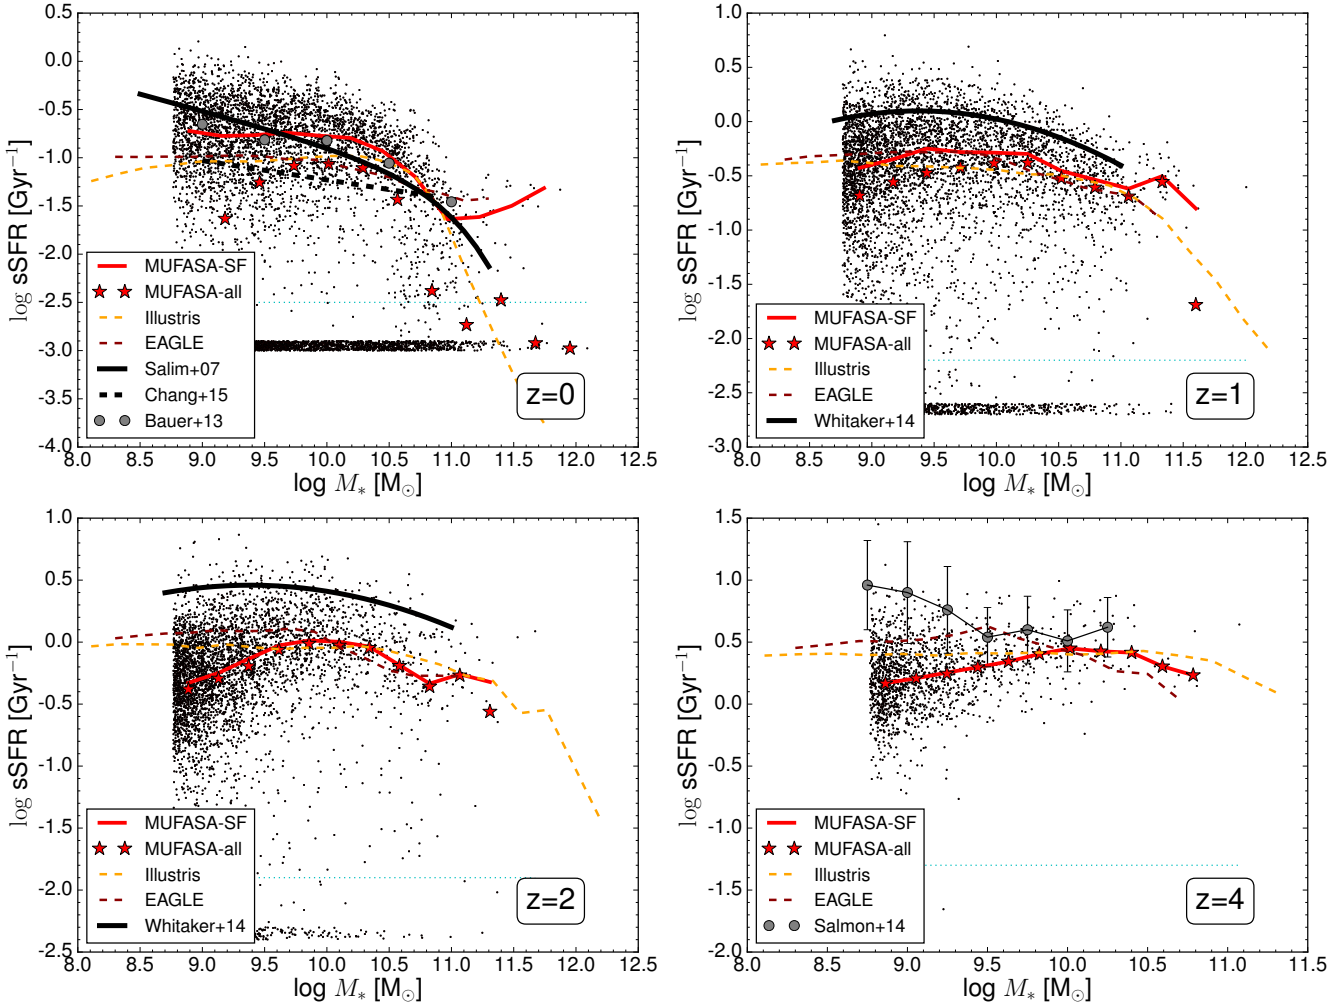 0.5
0.0
-0.5
-1.0
-1.5
-2.0
-2.5
-3.0
-3.5
-4.0
log sSFR [Gyr⁻¹]
MUFASA-SF
MUFASA-all
Illustris
EAGLE
Salim+07
Chang+15
Bauer+13
z=0
8.0 8.5 9.0 9.5 10.0 10.5 11.0 11.5 12.0 12.5
log M* [M⊙]
1.0
0.5
0.0
-0.5
-1.0
-1.5
-2.0
-2.5
-3.0
log sSFR [Gyr⁻¹]
MUFASA-SF
MUFASA-all
Illustris
EAGLE
Whitaker+14
z=1
8.0 8.5 9.0 9.5 10.0 10.5 11.0 11.5 12.0 12.5
log M* [M⊙]
1.0
0.5
0.0
-0.5
-1.0
-1.5
-2.0
-2.5
log sSFR [Gyr⁻¹]
MUFASA-SF
MUFASA-all
Illustris
EAGLE
Whitaker+14
z=2
8.0 8.5 9.0 9.5 10.0 10.5 11.0 11.5 12.0 12.5
log M* [M⊙]
1.5
1.0
0.5
0.0
-0.5
-1.0
-1.5
-2.0
log sSFR [Gyr⁻¹]
MUFASA-SF
MUFASA-all
Illustris
EAGLE
Salmon+14
z=4
8.0 8.5 9.0 9.5 10.0 10.5 11.0 11.5
log M* [M⊙]